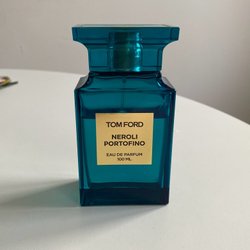 TOM FORD
NEROLI
PORTOFINO
EAU DE PARFUM
100 ML